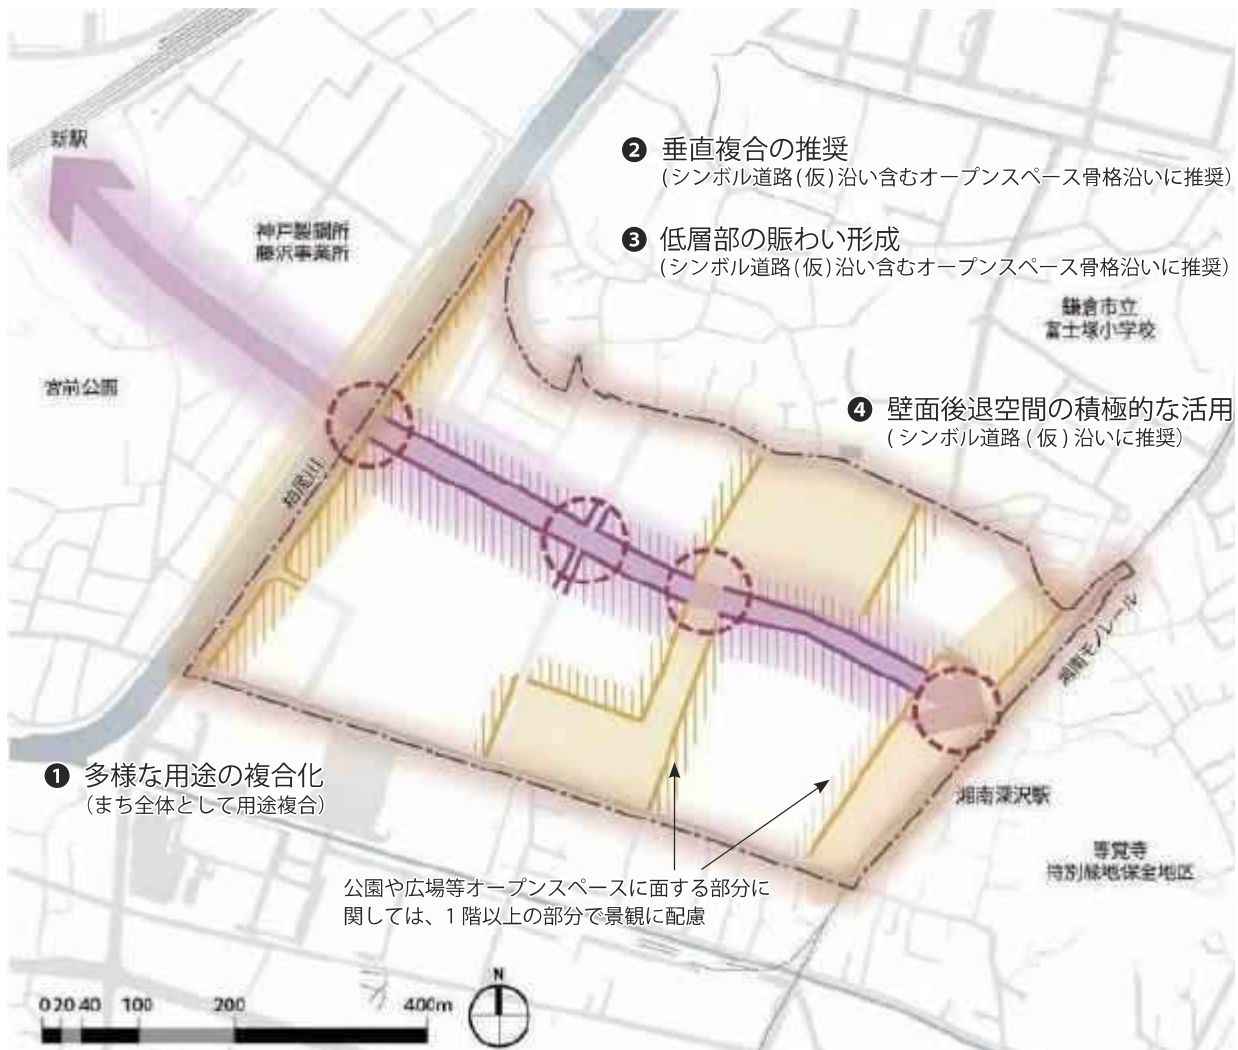 新駅
❷ 垂直複合の推奨
(シンボル道路(仮)沿い含むオープンスペース骨格沿いに推奨)
神戸製鋼所
藤沢事業所
❸ 低層部の賑わい形成
(シンボル道路(仮)沿い含むオープンスペース骨格沿いに推奨)
鎌倉市立
富士塚小学校
宮前公園
❹ 壁面後退空間の積極的な活用
(シンボル道路(仮)沿いに推奨)
柏尾川
湘南モノレール
❶ 多様な用途の複合化
(まち全体として用途複合)
湘南深沢駅
等覚寺
特別緑地保全地区
公園や広場等オープンスペースに面する部分に
関しては、1階以上の部分で景観に配慮
N
0 20 40 100 200 400m